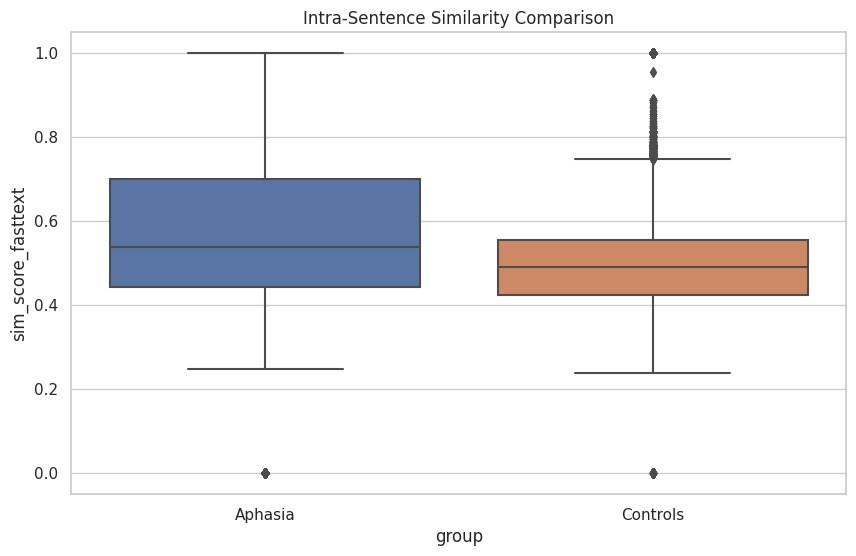 Intra-Sentence Similarity Comparison
1.0
0.8
0.6
0.4
0.2
0.0
sim_score_fasttext
Aphasia
Controls
group